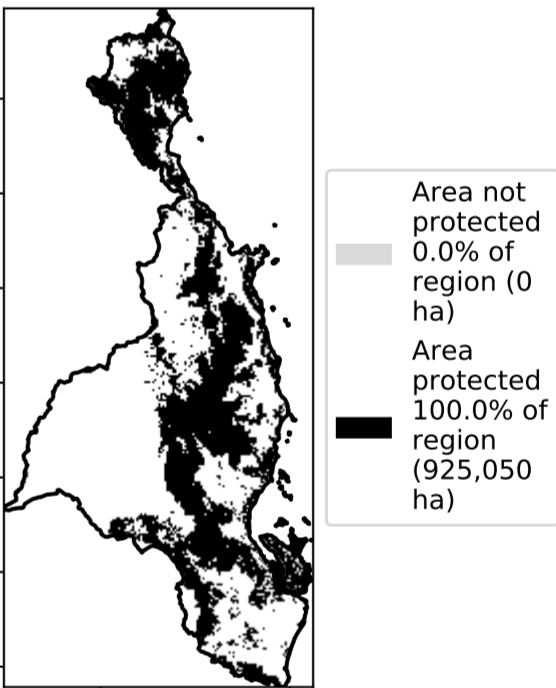 Area not
protected
0.0% of
region (0
ha)
Area
protected
100.0% of
region
(925,050
ha)